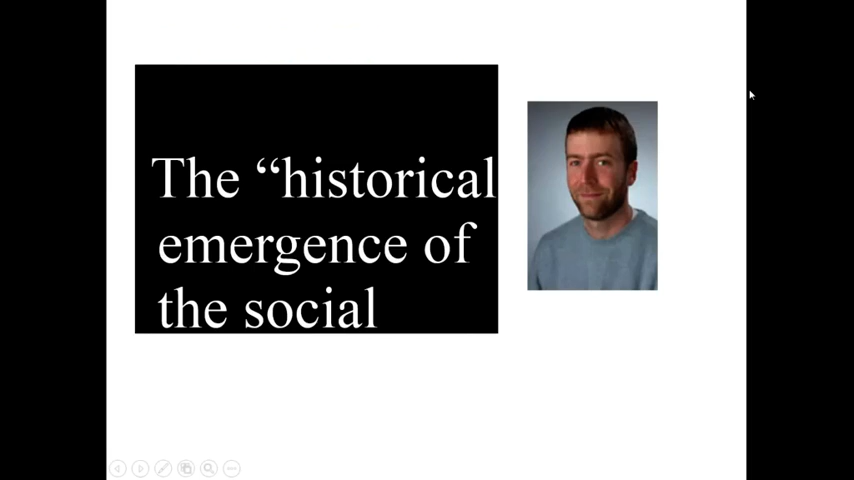 The “historical
emergence of
the social